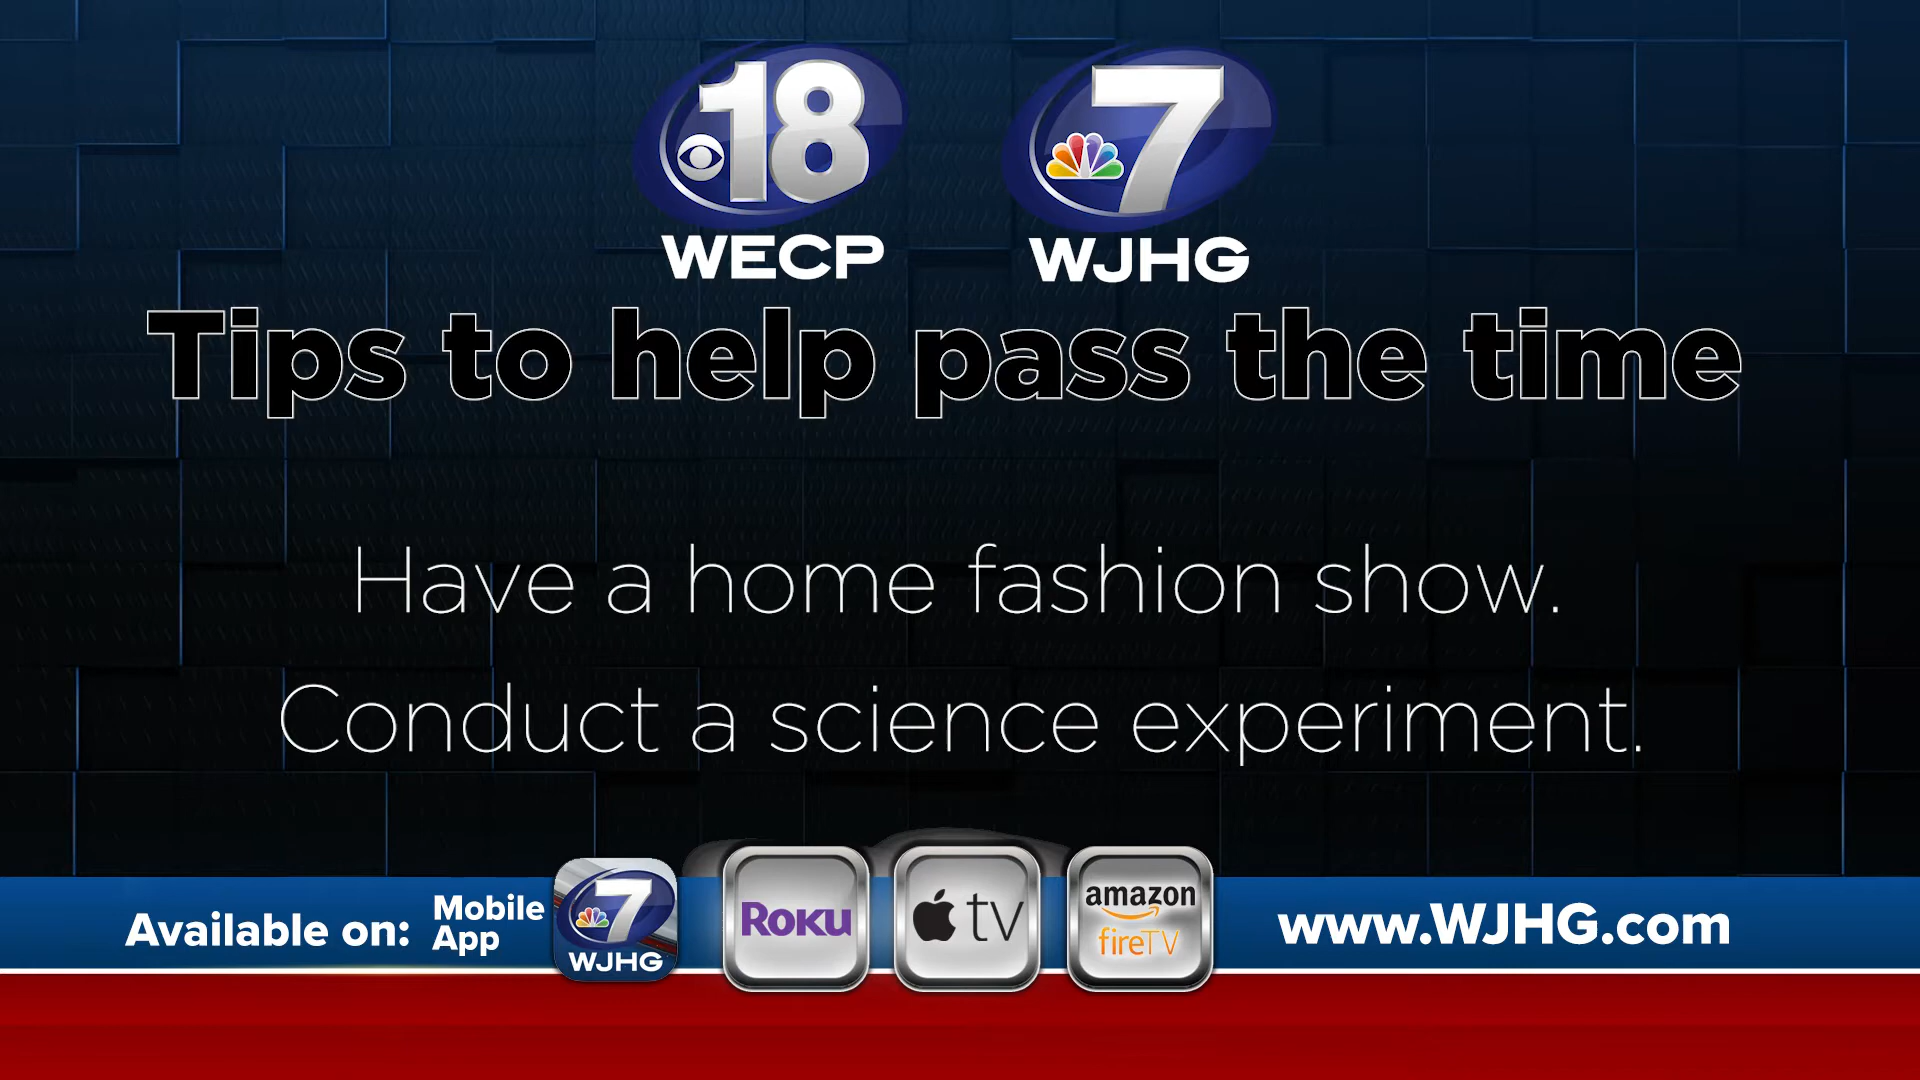 18 7
WECP WJHG
Tips to help pass the time
Have a home fashion show.
Conduct a science experiment.
Available on: Mobile App 7 WJHG Roku tv amazon fireTV www.WJHG.com